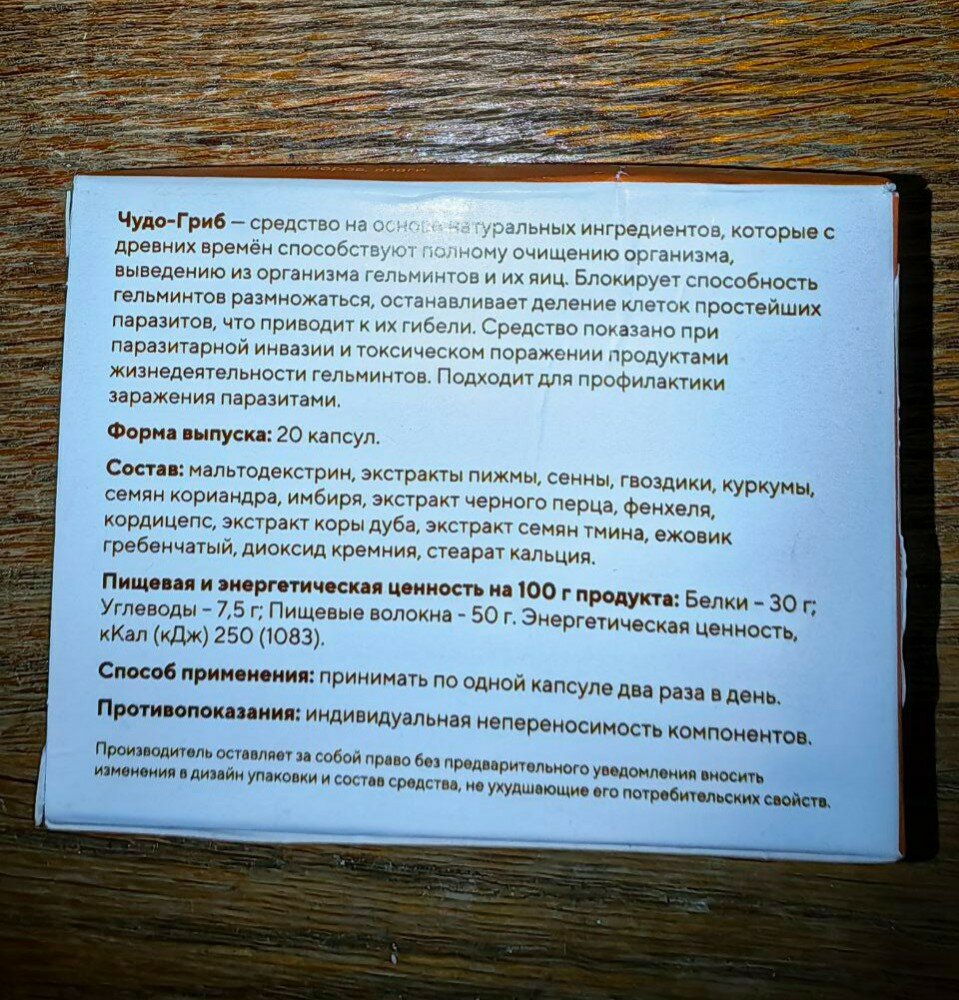 Чудо-Гриб – средство на основе натуральных ингредиентов, которые с
древних времён способствуют полному очищению организма,
выведению из организма гельминтов и их яиц. Блокирует способность
гельминтов размножаться, останавливает деление клеток простейших
паразитов, что приводит к их гибели. Средство показано при
паразитарной инвазии и токсическом поражении продуктами
жизнедеятельности гельминтов. Подходит для профилактики
заражения паразитами.
Форма выпуска: 20 капсул.
Состав: мальтодекстрин, экстракты пижмы, сенны, гвоздики, куркумы,
семян кориандра, имбиря, экстракт черного перца, фенхеля,
кордицепс, экстракт коры дуба, экстракт семян тмина, ежовик
гребенчатый, диоксид кремния, стеарат кальция.
Пищевая и энергетическая ценность на 100 г продукта: Белки – 30 г;
Углеводы – 7,5 г; Пищевые волокна - 50 г. Энергетическая ценность,
кКал (кДж) 250 (1083).
Способ применения: принимать по одной капсуле два раза в день.
Противопоказания: индивидуальная непереносимость компонентов.
Производитель оставляет за собой право без предварительного уведомления вносить
изменения в дизайн упаковки и состав средства, не ухудшающие его потребительских свойств.